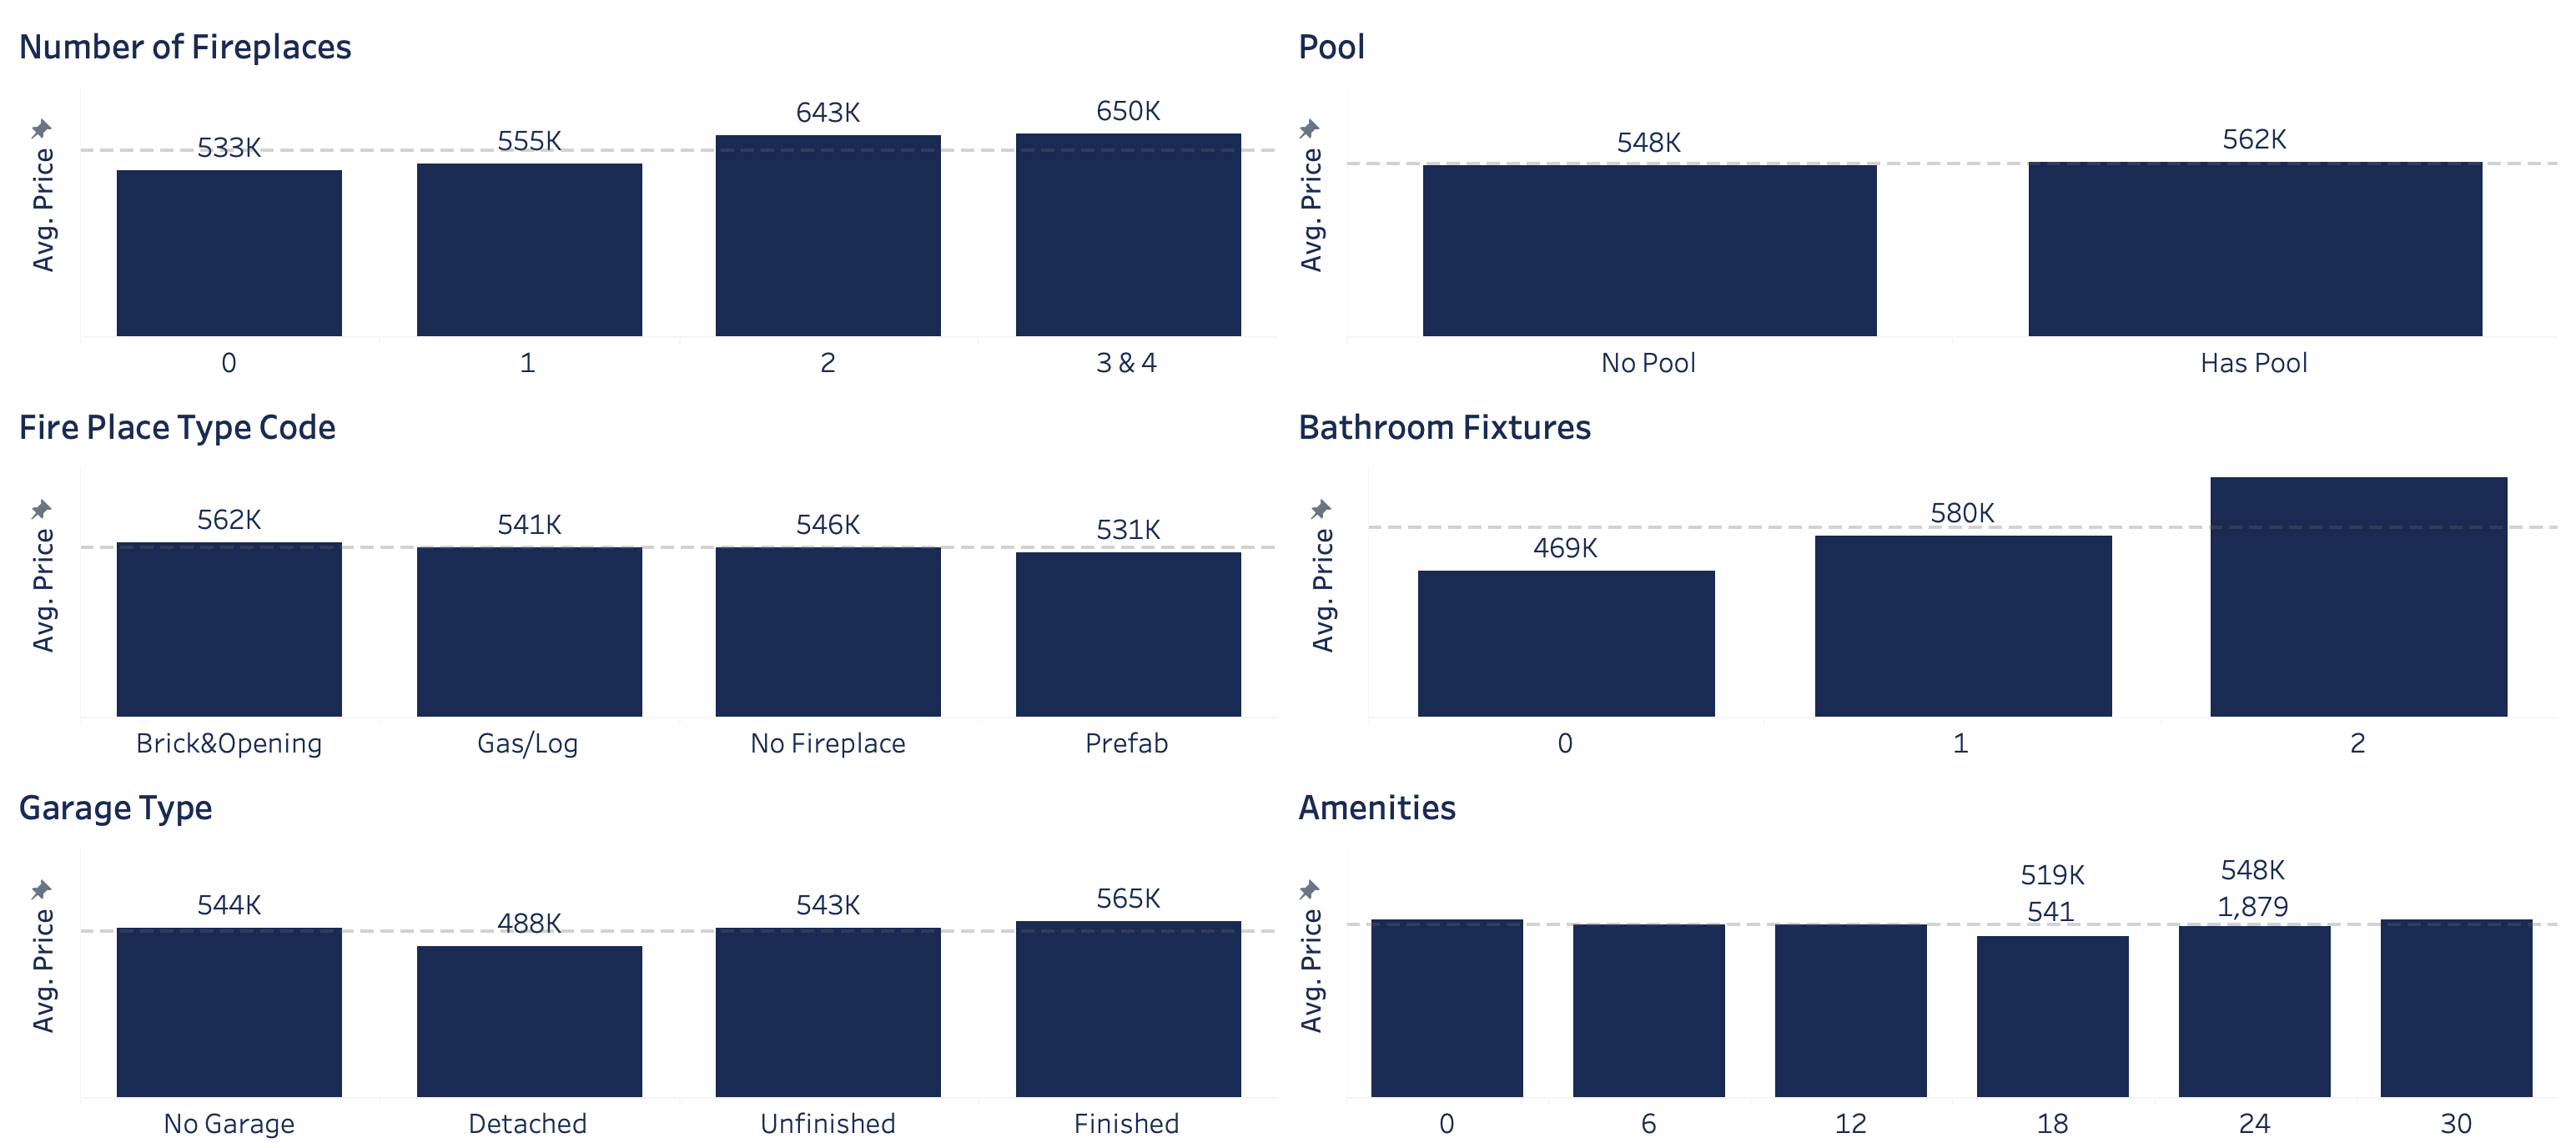 Number of Fireplaces
Avg. Price
533K
555K
643K
650K
0
1
2
3 & 4
Pool
Avg. Price
548K
562K
No Pool
Has Pool
Fire Place Type Code
Avg. Price
562K
541K
546K
531K
Brick&Opening
Gas/Log
No Fireplace
Prefab
Bathroom Fixtures
Avg. Price
469K
580K
0
1
2
Garage Type
Avg. Price
544K
488K
543K
565K
No Garage
Detached
Unfinished
Finished
Amenities
Avg. Price
519K
541
548K
1,879
0
6
12
18
24
30